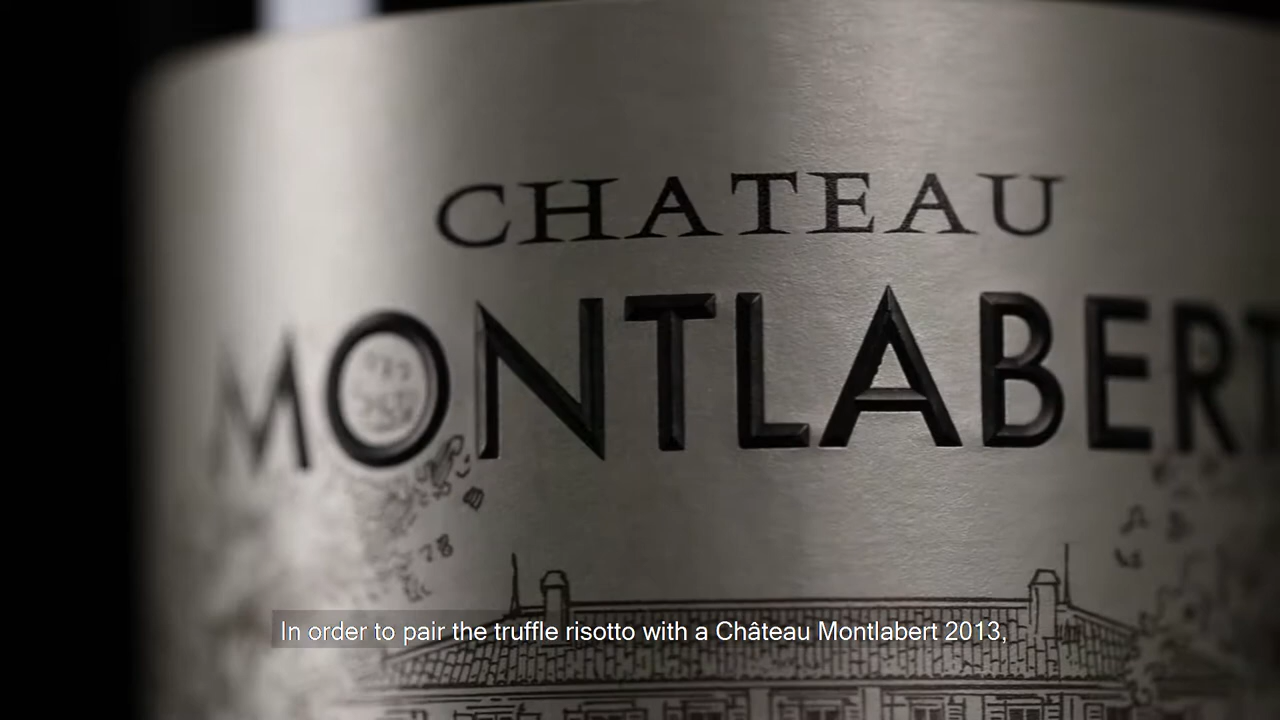 CHATEAU
MONTLABERT
In order to pair the truffle risotto with a Château Montlabert 2013,